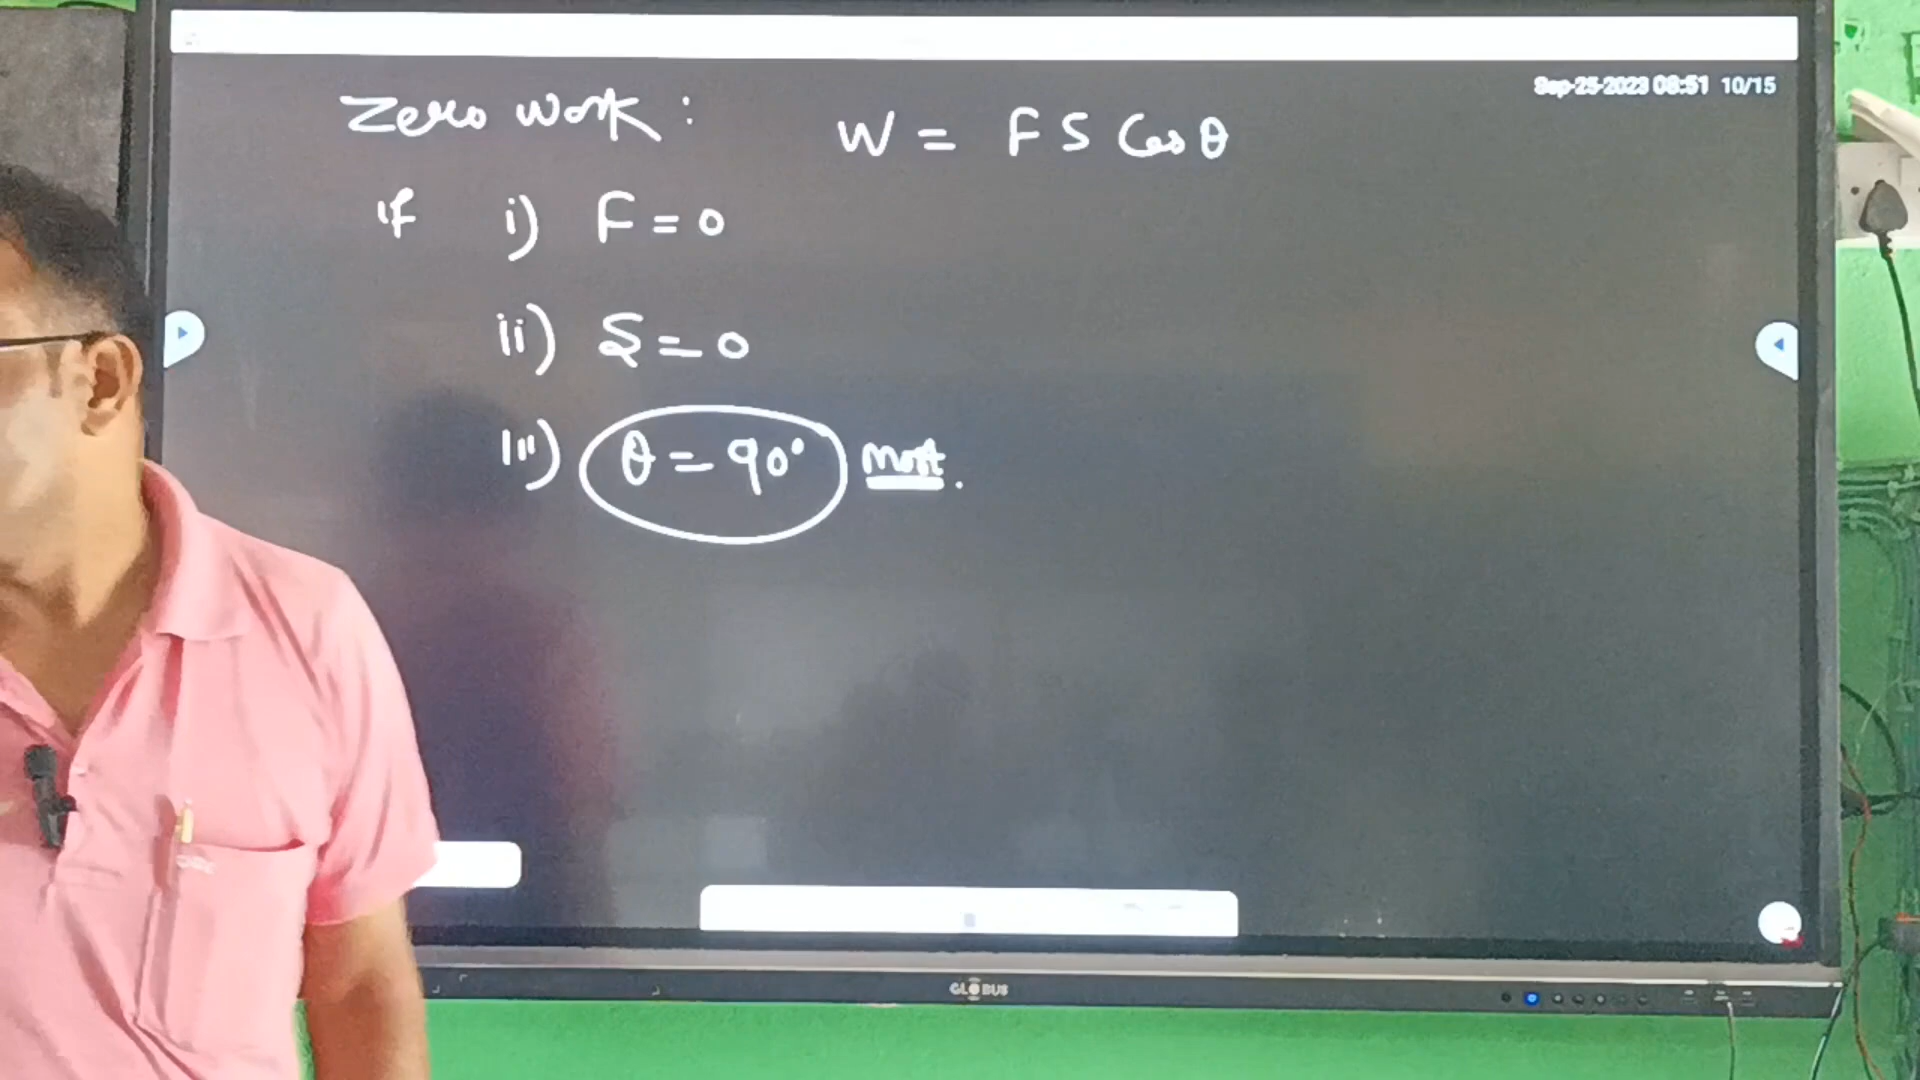 Sep-25-2023 08:51 10/15
Zero work : W = F S Cos θ
if i) F = 0
ii) S = 0
iii) θ = 90° most.
GLOBUS